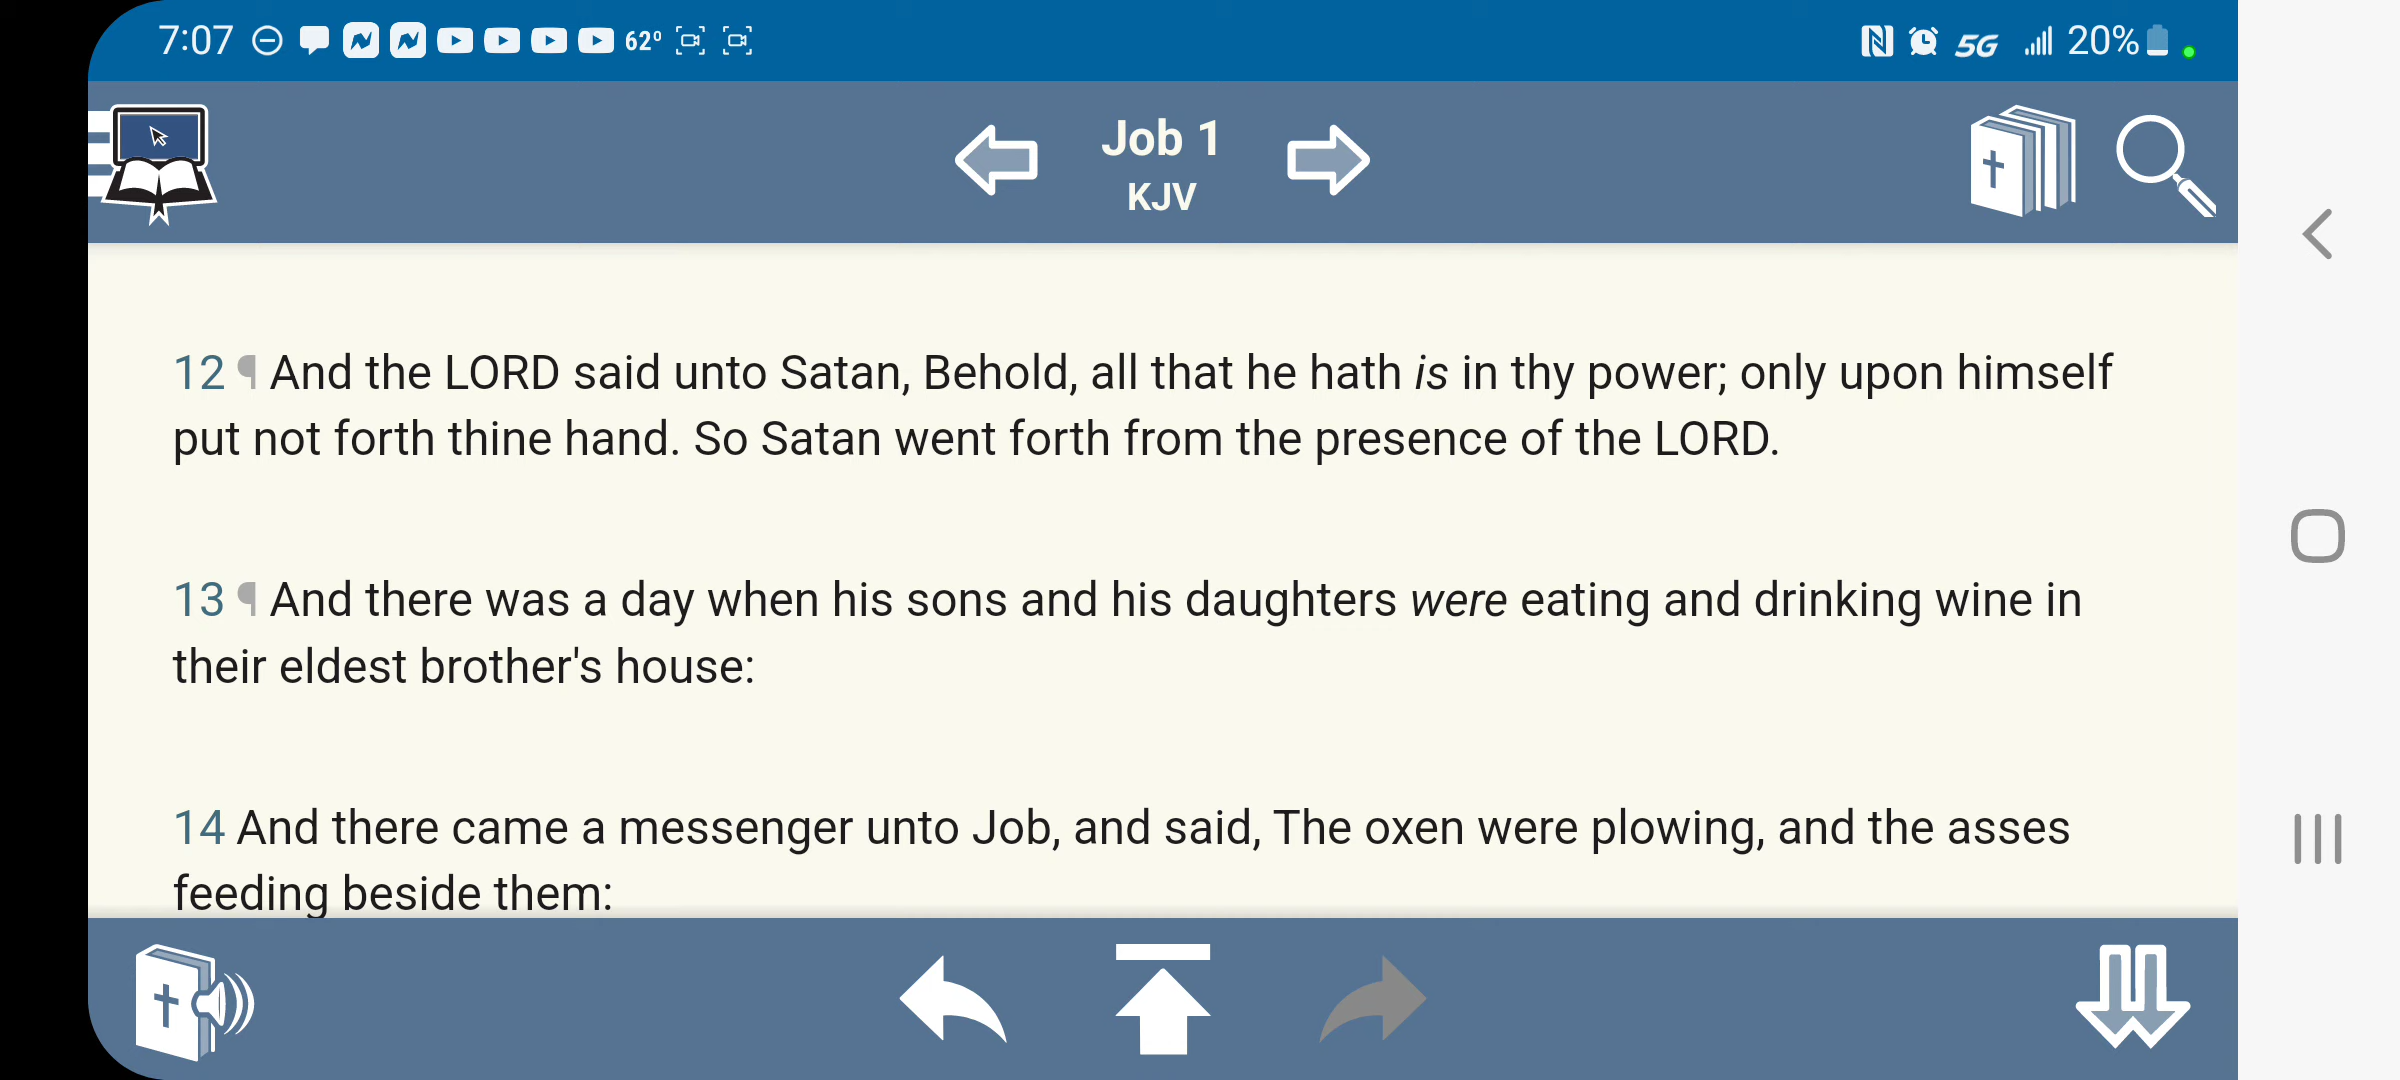 7:07 62° 5G 20%
Job 1
KJV
12 ¶ And the LORD said unto Satan, Behold, all that he hath is in thy power; only upon himself
put not forth thine hand. So Satan went forth from the presence of the LORD.
13 ¶ And there was a day when his sons and his daughters were eating and drinking wine in
their eldest brother's house:
14 And there came a messenger unto Job, and said, The oxen were plowing, and the asses
feeding beside them: